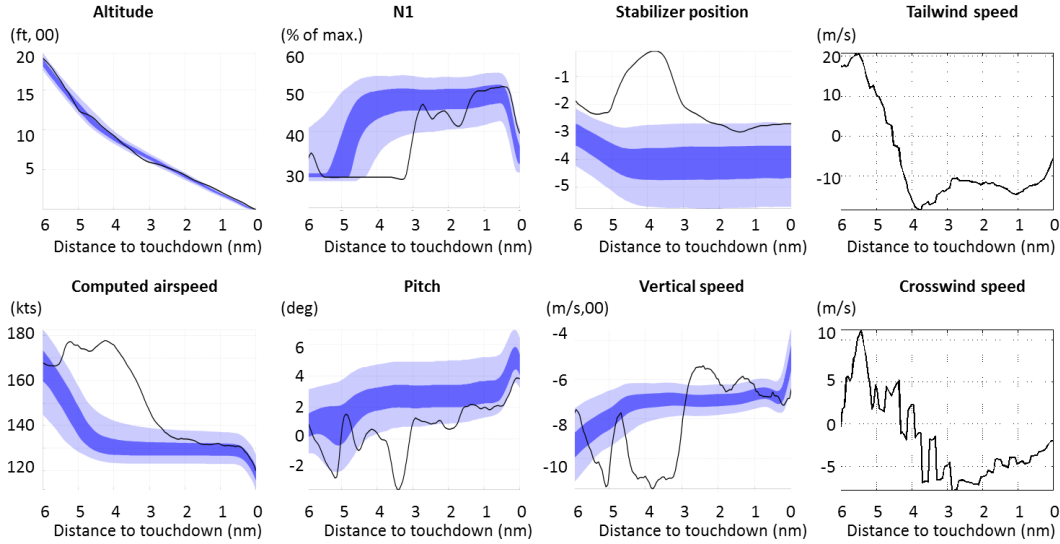 Altitude
(ft, 00)
20
15
10
5
6 5 4 3 2 1 0
Distance to touchdown (nm)
N1
(% of max.)
60
50
40
30
6 5 4 3 2 1 0
Distance to touchdown (nm)
Stabilizer position
-1
-2
-3
-4
-5
6 5 4 3 2 1 0
Distance to touchdown (nm)
Tailwind speed
(m/s)
20
10
0
-10
6 5 4 3 2 1 0
Distance to touchdown (nm)
Computed airspeed
(kts)
180
160
140
130
120
6 5 4 3 2 1 0
Distance to touchdown (nm)
Pitch
(deg)
6
4
2
0
-2
6 5 4 3 2 1 0
Distance to touchdown (nm)
Vertical speed
(m/s,00)
-4
-6
-8
-10
6 5 4 3 2 1 0
Distance to touchdown (nm)
Crosswind speed
(m/s)
10
5
0
-5
6 5 4 3 2 1 0
Distance to touchdown (nm)